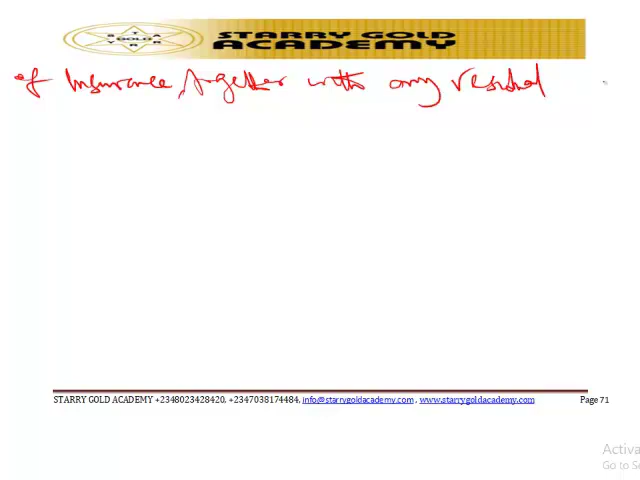 STARRY GOLD
ACADEMY
GOLD
of Insurance, together with any residual
STARRY GOLD ACADEMY +2348023428420, +2347038174484, info@starrygoldacademy.com , www.starrygoldacademy.com Page 71
Activa
Go to Se